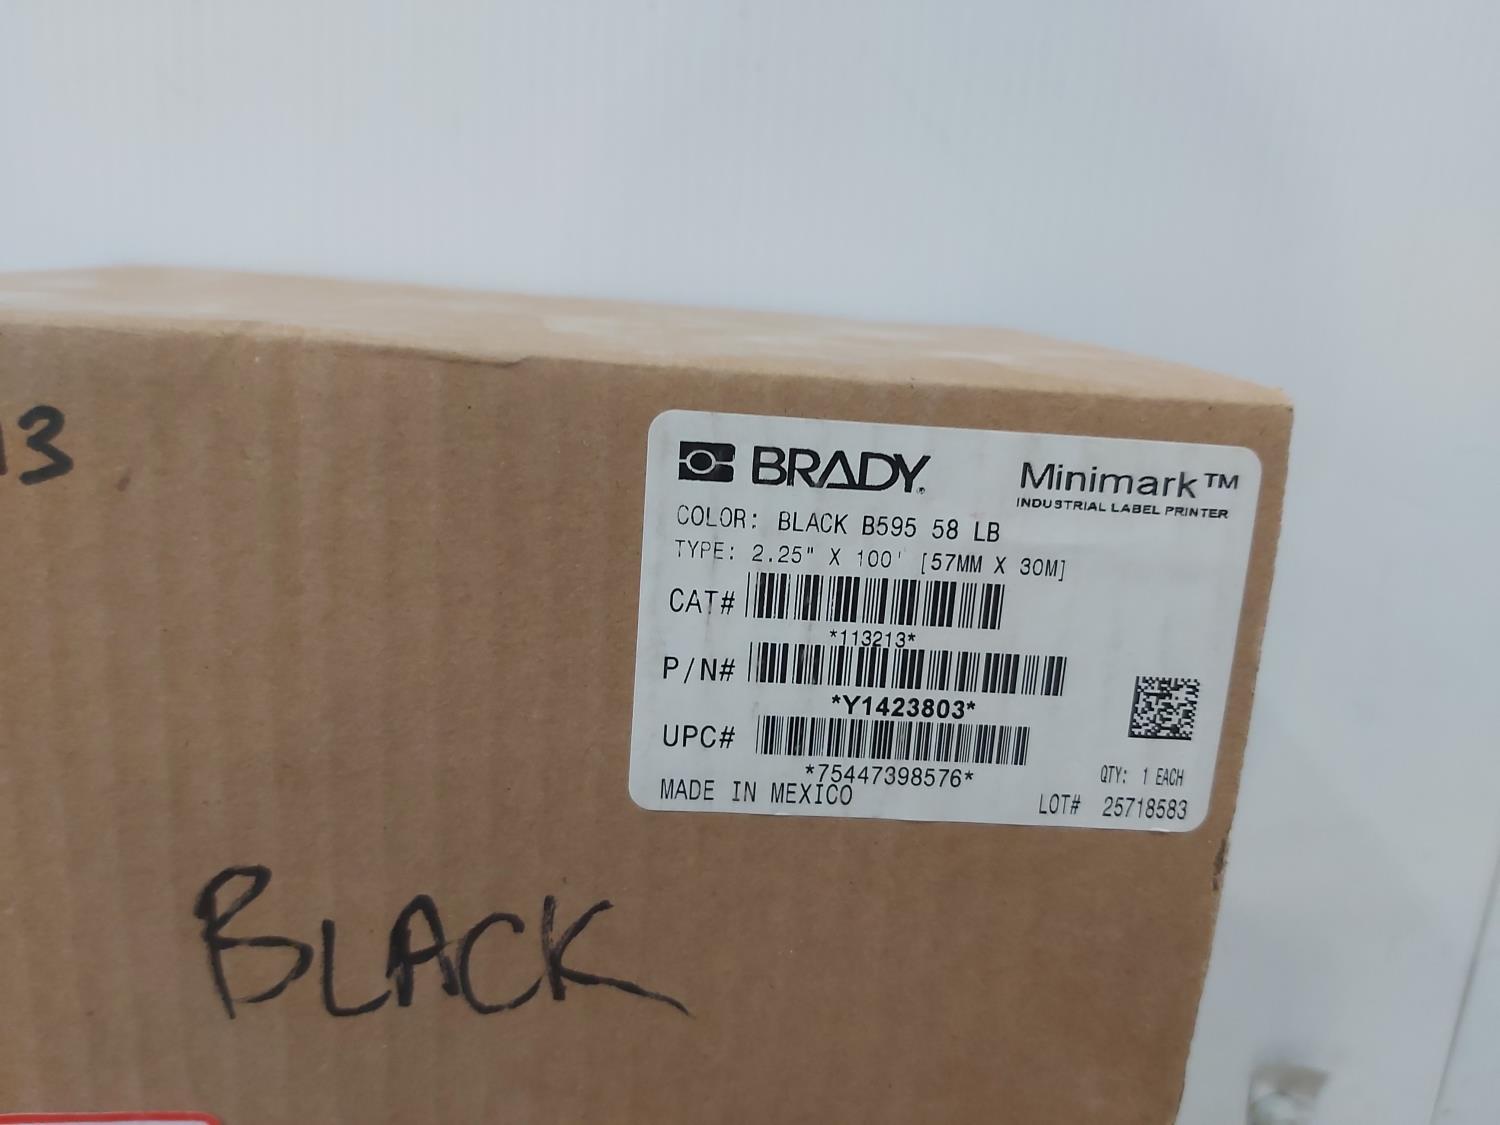 13
BRADY
Minimark™
INDUSTRIAL LABEL PRINTER
COLOR: BLACK B595 58 LB
TYPE: 2.25" X 100' [57MM X 30M]
CAT#
*113213*
P/N#
*Y1423803*
UPC#
*75447398576*
MADE IN MEXICO
QTY: 1 EACH
LOT# 25718583
BLACK